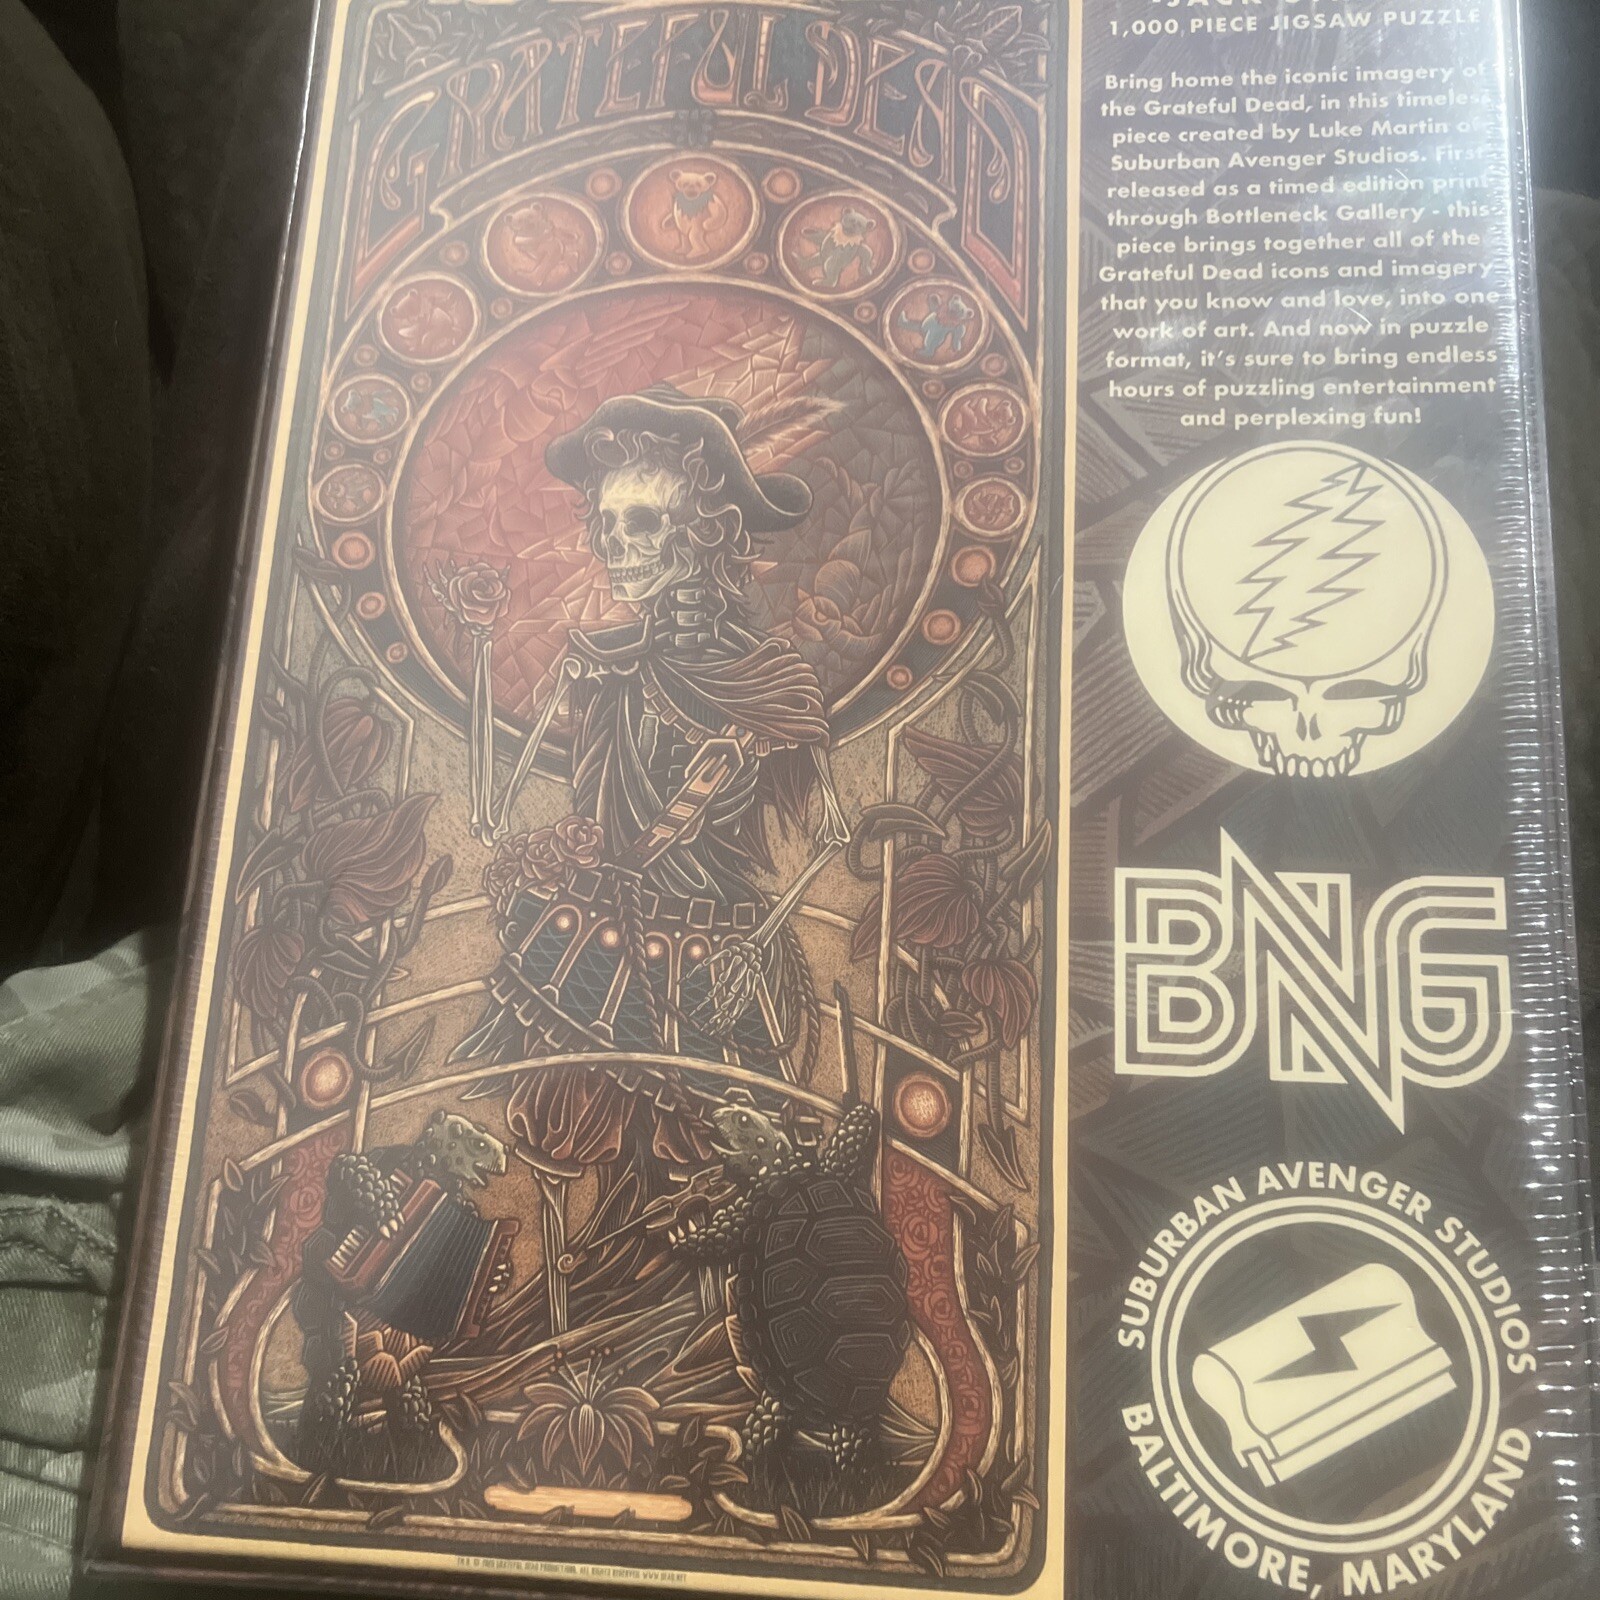 GRATEFUL DEAD
1,000 PIECE JIGSAW PUZZLE
Bring home the iconic imagery of
the Grateful Dead, in this timeless
piece created by Luke Martin of
Suburban Avenger Studios. First
released as a timed edition print
through Bottleneck Gallery - this
piece brings together all of the
Grateful Dead icons and imagery
that you know and love, into one
work of art. And now in puzzle
format, it's sure to bring endless
hours of puzzling entertainment
and perplexing fun!
BNG
SUBURBAN AVENGER STUDIOS
BALTIMORE, MARYLAND